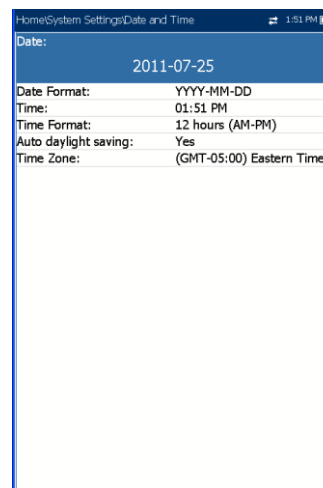 Home\System Settings\Date and Time 1:51 PM
Date:
2011-07-25
Date Format: YYYY-MM-DD
Time: 01:51 PM
Time Format: 12 hours (AM-PM)
Auto daylight saving: Yes
Time Zone: (GMT-05:00) Eastern Time